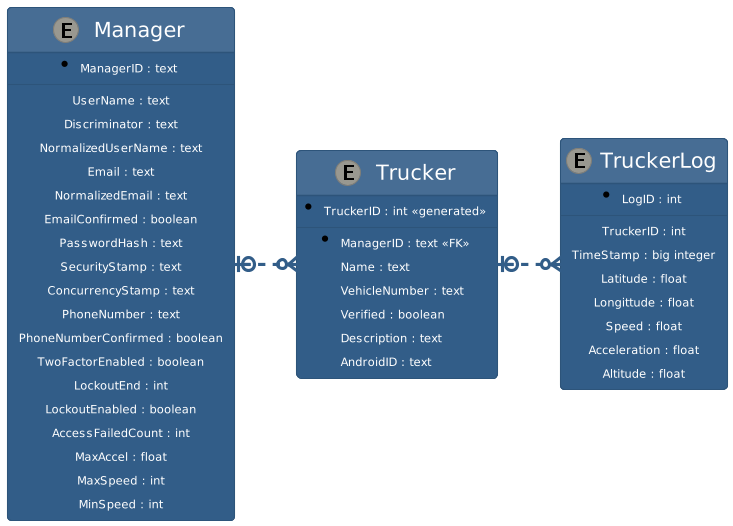 E Manager
ManagerID : text
UserName : text
Discriminator : text
NormalizedUserName : text
Email : text
NormalizedEmail : text
EmailConfirmed : boolean
PasswordHash : text
SecurityStamp : text
ConcurrencyStamp : text
PhoneNumber : text
PhoneNumberConfirmed : boolean
TwoFactorEnabled : boolean
LockoutEnd : int
LockoutEnabled : boolean
AccessFailedCount : int
MaxAccel : float
MaxSpeed : int
MinSpeed : int
E Trucker
TruckerID : int «generated»
ManagerID : text «FK»
Name : text
VehicleNumber : text
Verified : boolean
Description : text
AndroidID : text
E TruckerLog
LogID : int
TruckerID : int
TimeStamp : big integer
Latitude : float
Longittude : float
Speed : float
Acceleration : float
Altitude : float